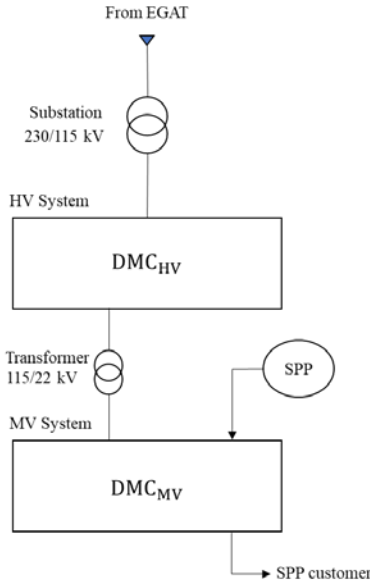 From EGAT
Substation
230/115 kV
HV System
DMC_HV
Transformer
115/22 kV
SPP
MV System
DMC_MV
SPP customer